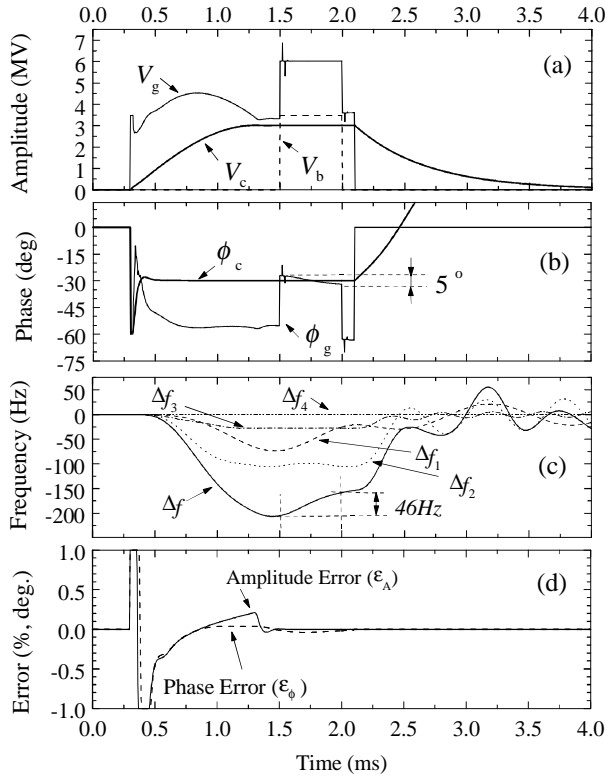 0.0 0.5 1.0 1.5 2.0 2.5 3.0 3.5 4.0
7
6
5
4
3
2
1
0
Amplitude (MV)
(a)
V_g
V_c
V_b
0
-15
-30
-45
-60
-75
Phase (deg)
(b)
ϕ_c
ϕ_g
5 °
50
0
-50
-100
-150
-200
Frequency (Hz)
(c)
Δf_3
Δf_4
Δf_1
Δf_2
Δf
46Hz
1.0
0.5
0.0
-0.5
-1.0
Error (%, deg.)
(d)
Amplitude Error (ε_A)
Phase Error (ε_ϕ)
0.0 0.5 1.0 1.5 2.0 2.5 3.0 3.5 4.0
Time (ms)